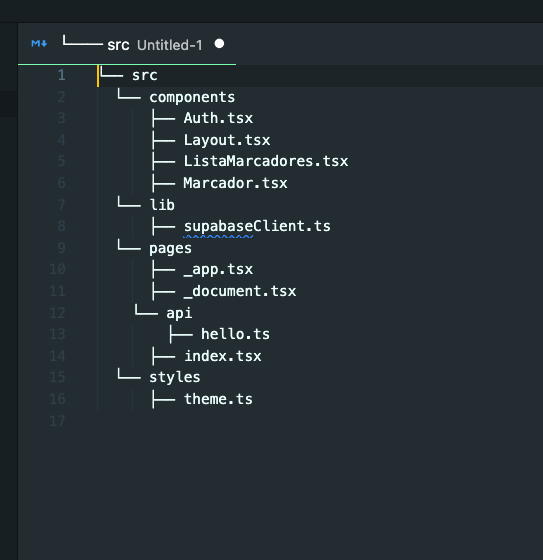 └── src Untitled-1 ●
1 └── src
2 └── components
3 ├── Auth.tsx
4 ├── Layout.tsx
5 ├── ListaMarcadores.tsx
6 ├── Marcador.tsx
7 └── lib
8 ├── supabaseClient.ts
9 └── pages
10 ├── _app.tsx
11 ├── _document.tsx
12 └── api
13 ├── hello.ts
14 ├── index.tsx
15 └── styles
16 ├── theme.ts
17